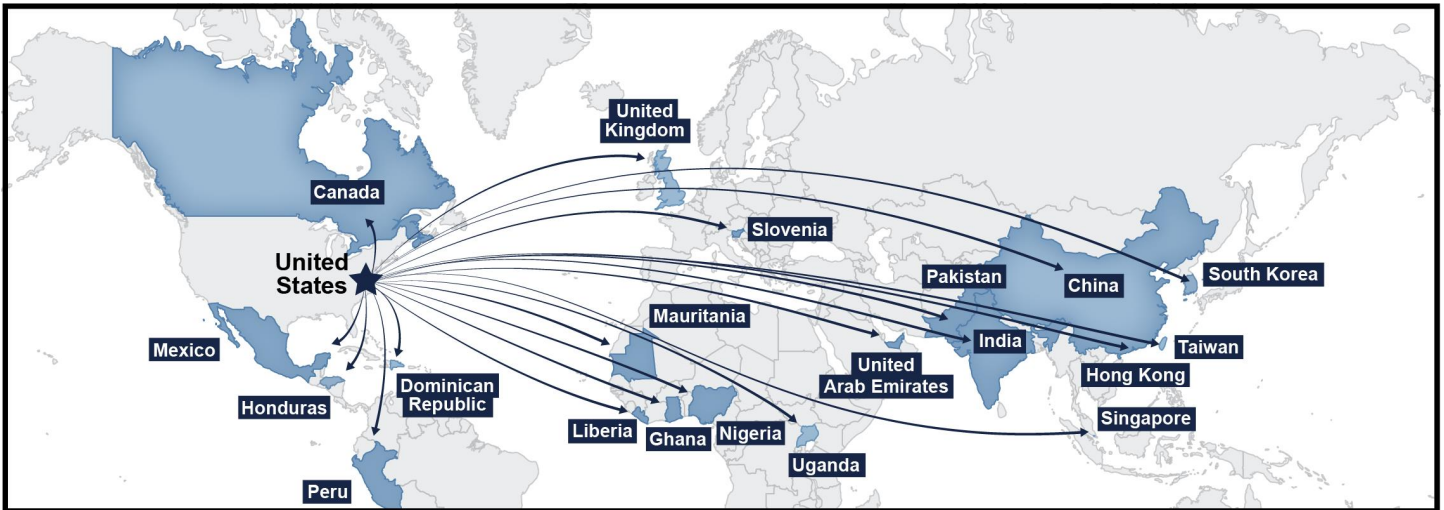 United
Kingdom
Canada
Slovenia
United
States
Pakistan
China
South Korea
Mauritania
Mexico
India
Taiwan
United
Arab Emirates
Hong Kong
Dominican
Republic
Honduras
Singapore
Liberia
Ghana
Nigeria
Uganda
Peru